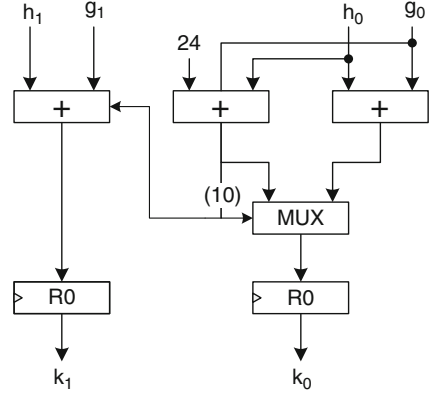 h₁ g₁ h₀ g₀
24
+ + +
(10)
MUX
R0 R0
k₁ k₀